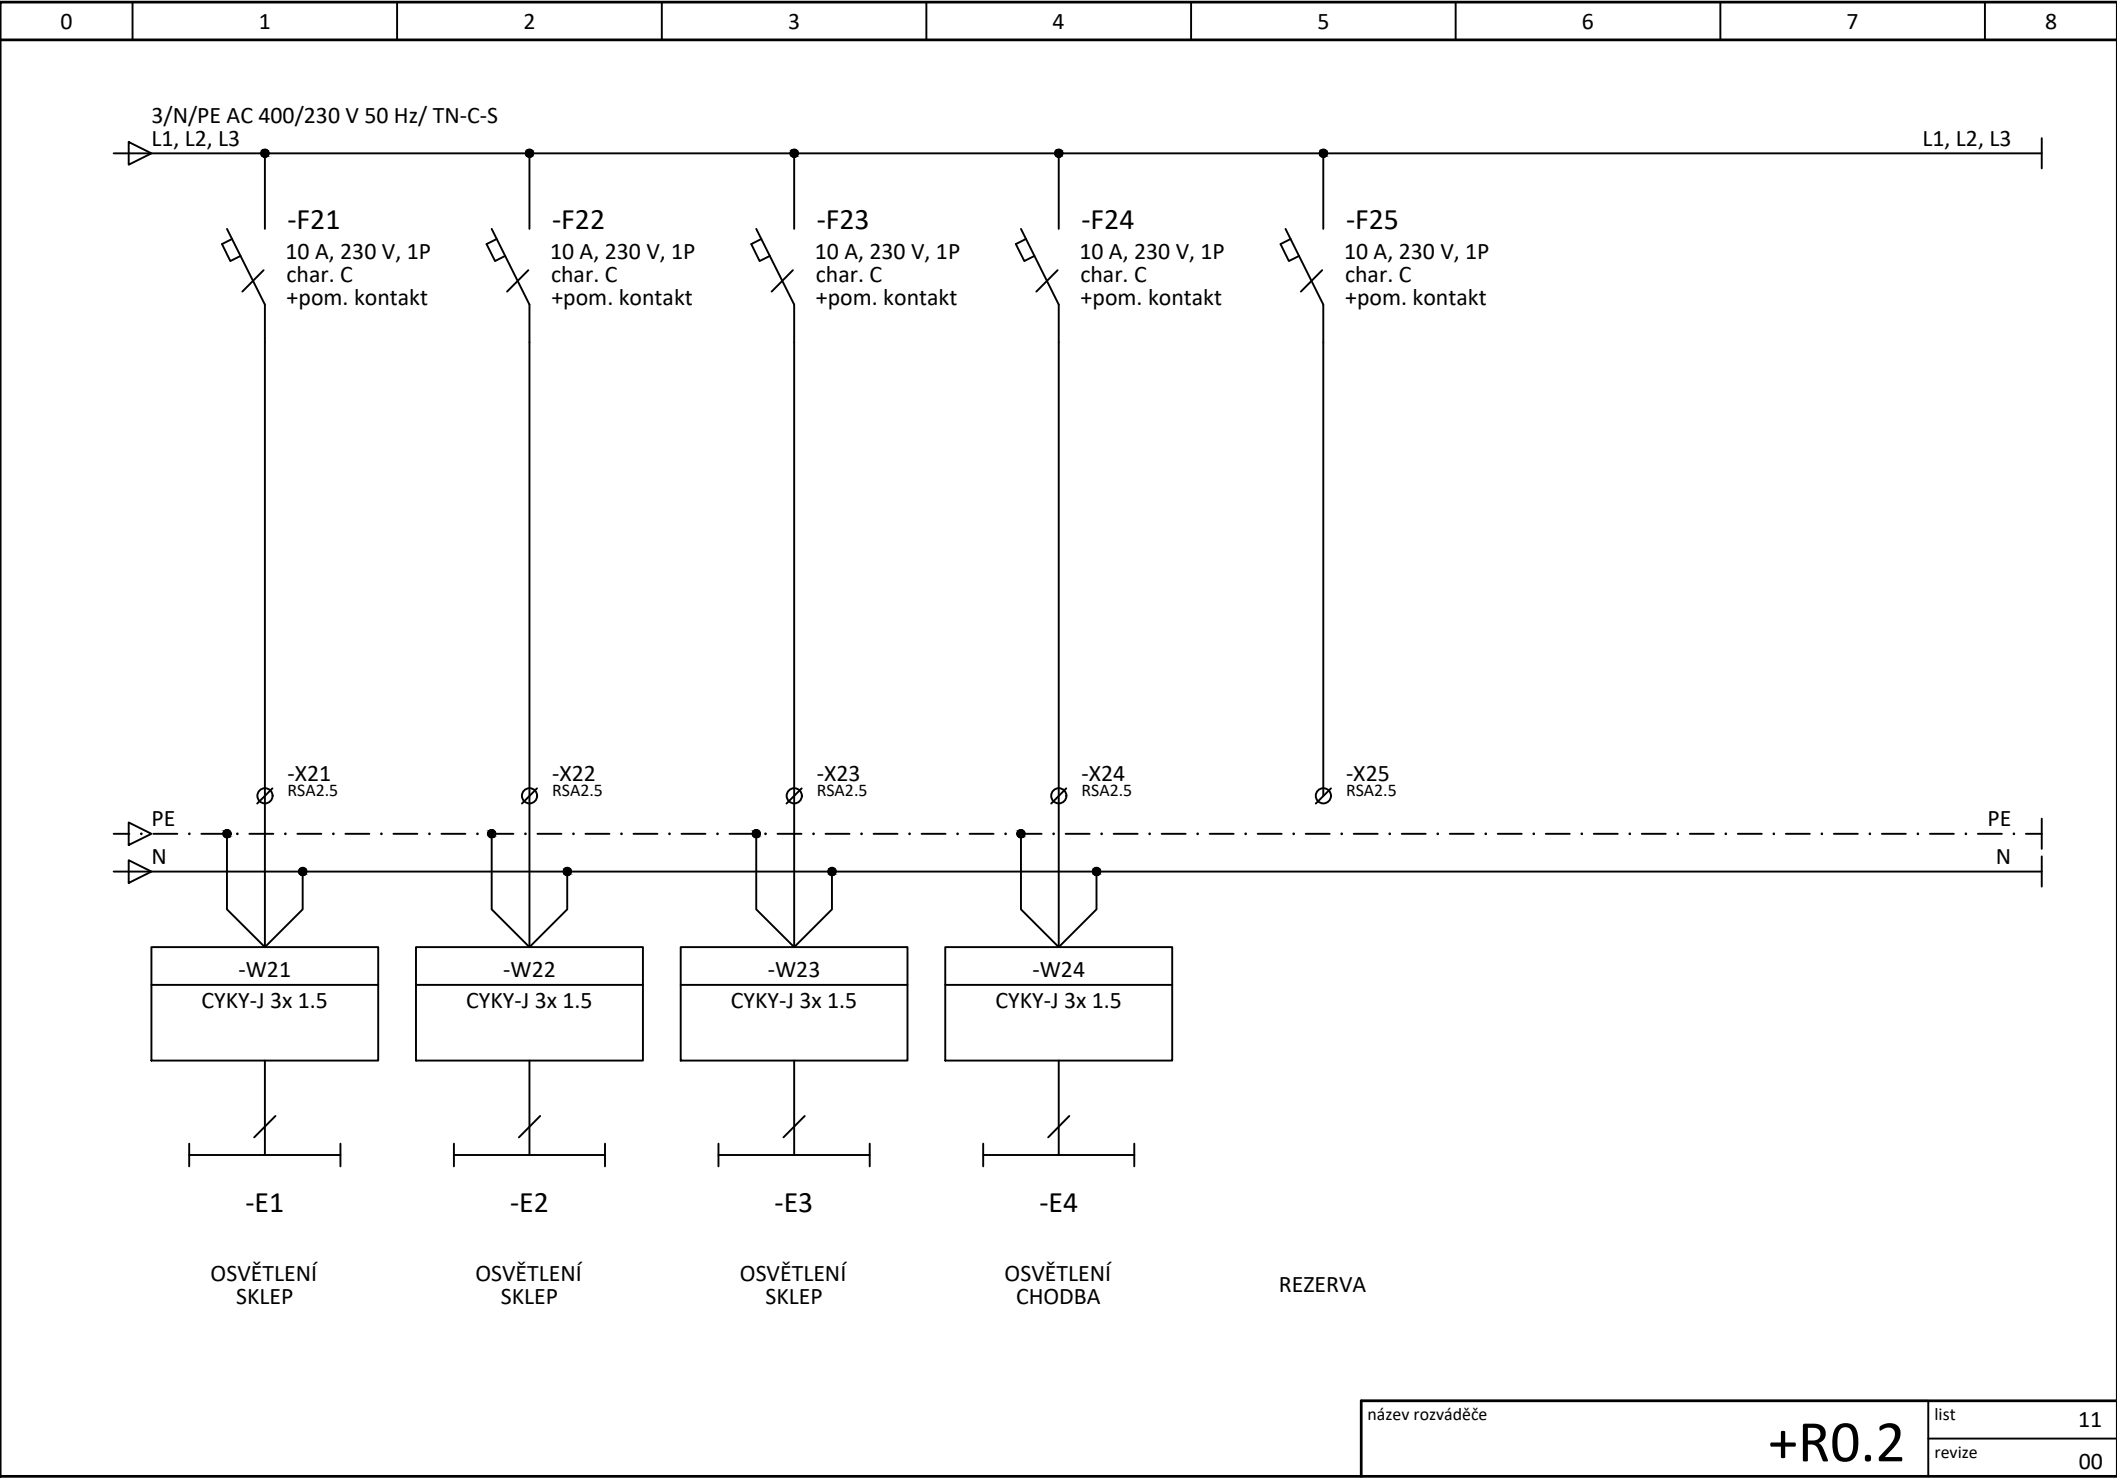 0 1 2 3 4 5 6 7 8
3/N/PE AC 400/230 V 50 Hz/ TN-C-S
L1, L2, L3 L1, L2, L3
-F21 -F22 -F23 -F24 -F25
10 A, 230 V, 1P 10 A, 230 V, 1P 10 A, 230 V, 1P 10 A, 230 V, 1P 10 A, 230 V, 1P
char. C char. C char. C char. C char. C
+pom. kontakt +pom. kontakt +pom. kontakt +pom. kontakt +pom. kontakt
-X21 -X22 -X23 -X24 -X25
RSA2.5 RSA2.5 RSA2.5 RSA2.5 RSA2.5
PE PE
N N
-W21 -W22 -W23 -W24
CYKY-J 3x 1.5 CYKY-J 3x 1.5 CYKY-J 3x 1.5 CYKY-J 3x 1.5
-E1 -E2 -E3 -E4
OSVĚTLENÍ OSVĚTLENÍ OSVĚTLENÍ OSVĚTLENÍ
SKLEP SKLEP SKLEP CHODBA
REZERVA
název rozváděče
+R0.2
list 11
revize 00